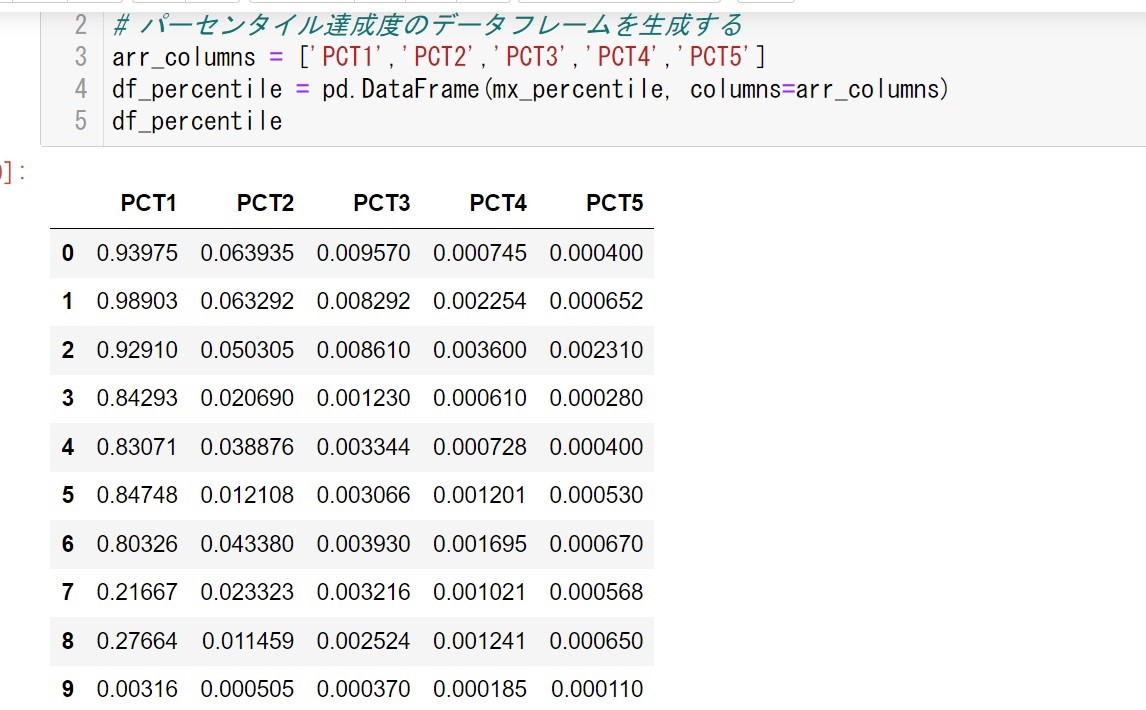 2 # パーセンタイル達成度のデータフレームを生成する
3 arr_columns = ['PCT1','PCT2','PCT3','PCT4','PCT5']
4 df_percentile = pd.DataFrame(mx_percentile, columns=arr_columns)
5 df_percentile
]:
PCT1 PCT2 PCT3 PCT4 PCT5
0 0.93975 0.063935 0.009570 0.000745 0.000400
1 0.98903 0.063292 0.008292 0.002254 0.000652
2 0.92910 0.050305 0.008610 0.003600 0.002310
3 0.84293 0.020690 0.001230 0.000610 0.000280
4 0.83071 0.038876 0.003344 0.000728 0.000400
5 0.84748 0.012108 0.003066 0.001201 0.000530
6 0.80326 0.043380 0.003930 0.001695 0.000670
7 0.21667 0.023323 0.003216 0.001021 0.000568
8 0.27664 0.011459 0.002524 0.001241 0.000650
9 0.00316 0.000505 0.000370 0.000185 0.000110